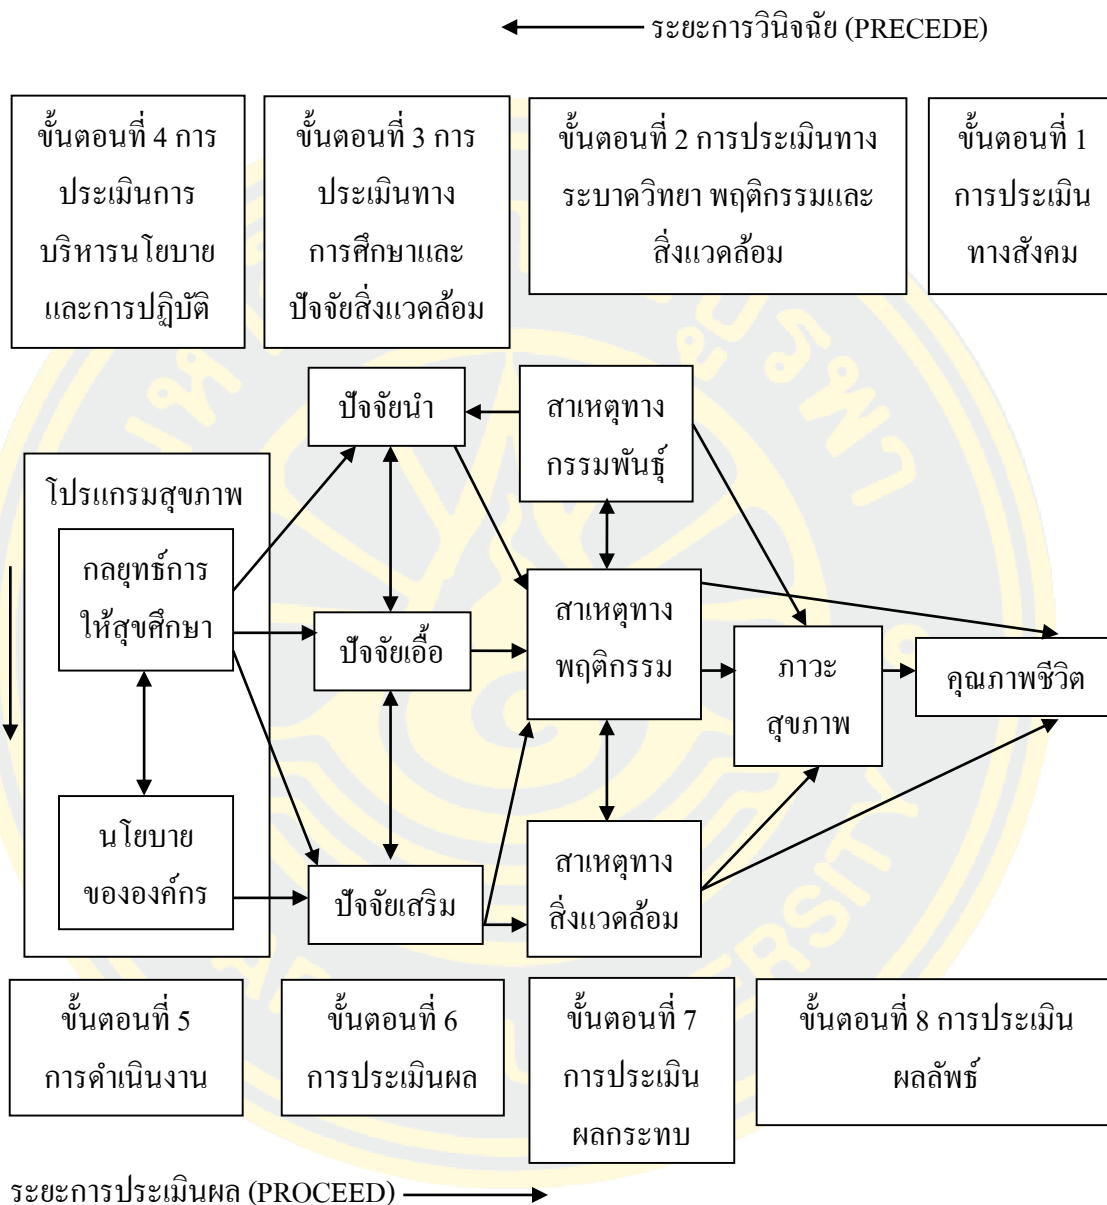 ระยะการวินิจฉัย (PRECEDE)
ขั้นตอนที่ 4 การ
ประเมินการ
บริหารนโยบาย
และการปฏิบัติ
ขั้นตอนที่ 3 การ
ประเมินทาง
การศึกษาและ
ปัจจัยสิ่งแวดล้อม
ขั้นตอนที่ 2 การประเมินทาง
ระบาดวิทยา พฤติกรรมและ
สิ่งแวดล้อม
ขั้นตอนที่ 1
การประเมิน
ทางสังคม
ปัจจัยนำ
สาเหตุทาง
กรรมพันธุ์
โปรแกรมสุขภาพ
กลยุทธ์การ
ให้สุขศึกษา
ปัจจัยเอื้อ
สาเหตุทาง
พฤติกรรม
ภาวะ
สุขภาพ
คุณภาพชีวิต
นโยบาย
ขององค์กร
ปัจจัยเสริม
สาเหตุทาง
สิ่งแวดล้อม
ขั้นตอนที่ 5
การดำเนินงาน
ขั้นตอนที่ 6
การประเมินผล
ขั้นตอนที่ 7
การประเมิน
ผลกระทบ
ขั้นตอนที่ 8 การประเมิน
ผลลัพธ์
ระยะการประเมินผล (PROCEED)